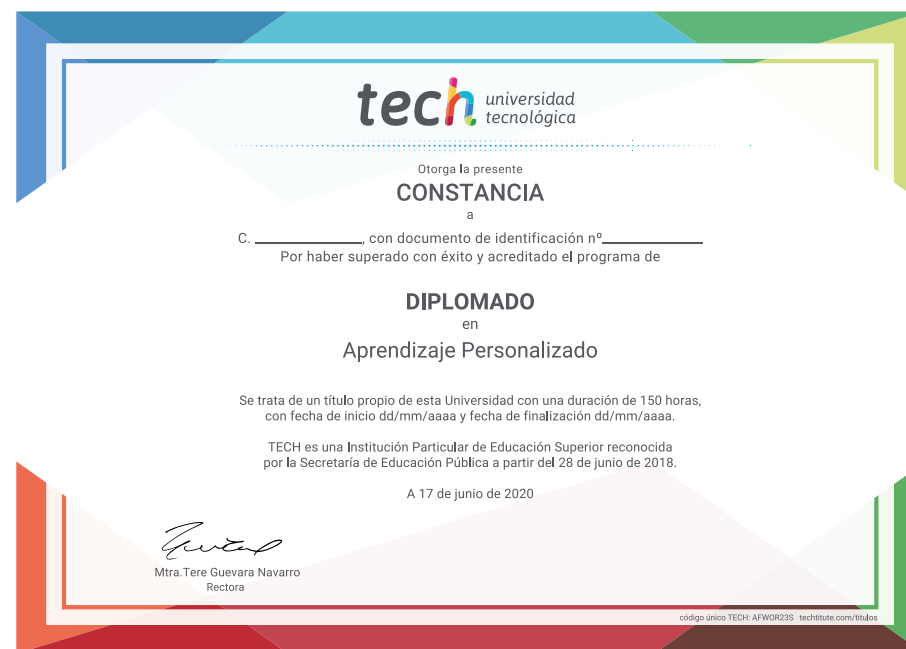 tech universidad
tecnológica
Otorga la presente
CONSTANCIA
a
C. ____________, con documento de identificación nº____________
Por haber superado con éxito y acreditado el programa de
DIPLOMADO
en
Aprendizaje Personalizado
Se trata de un título propio de esta Universidad con una duración de 150 horas,
con fecha de inicio dd/mm/aaaa y fecha de finalización dd/mm/aaaa.
TECH es una Institución Particular de Educación Superior reconocida
por la Secretaría de Educación Pública a partir del 28 de junio de 2018.
A 17 de junio de 2020
Mtra.Tere Guevara Navarro
Rectora
código único TECH: AFWOR23S techtitute.com/titulos